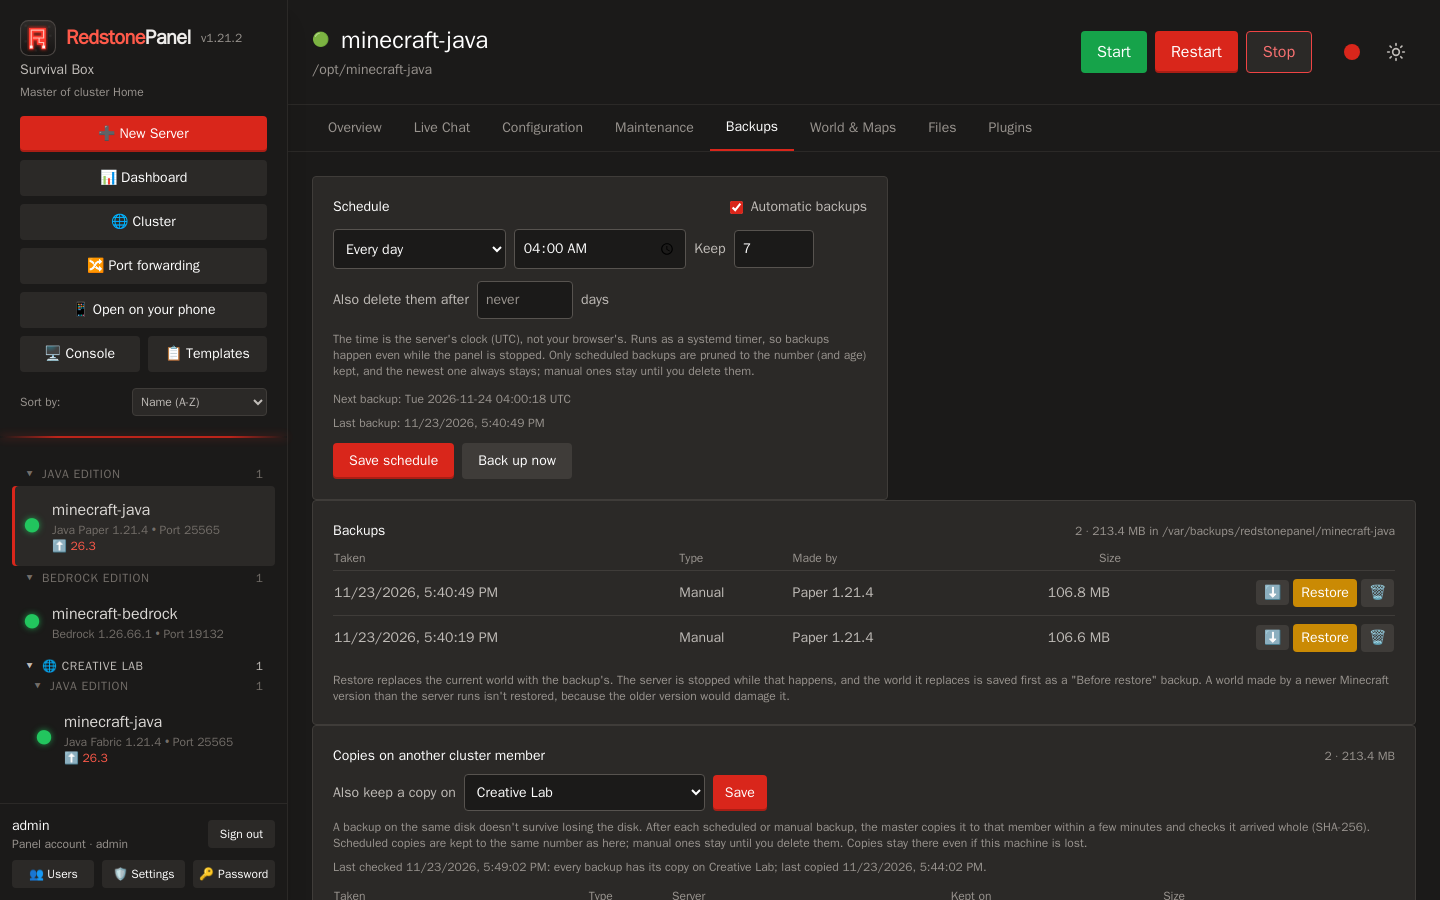 RedstonePanel v1.21.2
Survival Box
Master of cluster Home
New Server
Dashboard
Cluster
Port forwarding
Open on your phone
Console Templates
Sort by: Name (A-Z)
JAVA EDITION 1
minecraft-java
Java Paper 1.21.4 • Port 25565
26.3
BEDROCK EDITION 1
minecraft-bedrock
Bedrock 1.26.66.1 • Port 19132
CREATIVE LAB 1
JAVA EDITION 1
minecraft-java
Java Fabric 1.21.4 • Port 25565
26.3
admin
Panel account · admin
Sign out
Users Settings Password
minecraft-java
/opt/minecraft-java
Start Restart Stop
Overview Live Chat Configuration Maintenance Backups World & Maps Files Plugins
Schedule Automatic backups
Every day 04:00 AM Keep 7
Also delete them after never days
The time is the server's clock (UTC), not your browser's. Runs as a systemd timer, so backups
happen even while the panel is stopped. Only scheduled backups are pruned to the number (and age)
kept, and the newest one always stays; manual ones stay until you delete them.
Next backup: Tue 2026-11-24 04:00:18 UTC
Last backup: 11/23/2026, 5:40:49 PM
Save schedule Back up now
Backups 2 · 213.4 MB in /var/backups/redstonepanel/minecraft-java
Taken Type Made by Size
11/23/2026, 5:40:49 PM Manual Paper 1.21.4 106.8 MB Restore
11/23/2026, 5:40:19 PM Manual Paper 1.21.4 106.6 MB Restore
Restore replaces the current world with the backup's. The server is stopped while that happens, and the world it replaces is saved first as a "Before restore" backup. A world made by a newer Minecraft
version than the server runs isn't restored, because the older version would damage it.
Copies on another cluster member 2 · 213.4 MB
Also keep a copy on Creative Lab Save
A backup on the same disk doesn't survive losing the disk. After each scheduled or manual backup, the master copies it to that member within a few minutes and checks it arrived whole (SHA-256).
Scheduled copies are kept to the same number as here; manual ones stay until you delete them. Copies stay there even if this machine is lost.
Last checked 11/23/2026, 5:49:02 PM: every backup has its copy on Creative Lab; last copied 11/23/2026, 5:44:02 PM.
Taken Type Server Kept on Size